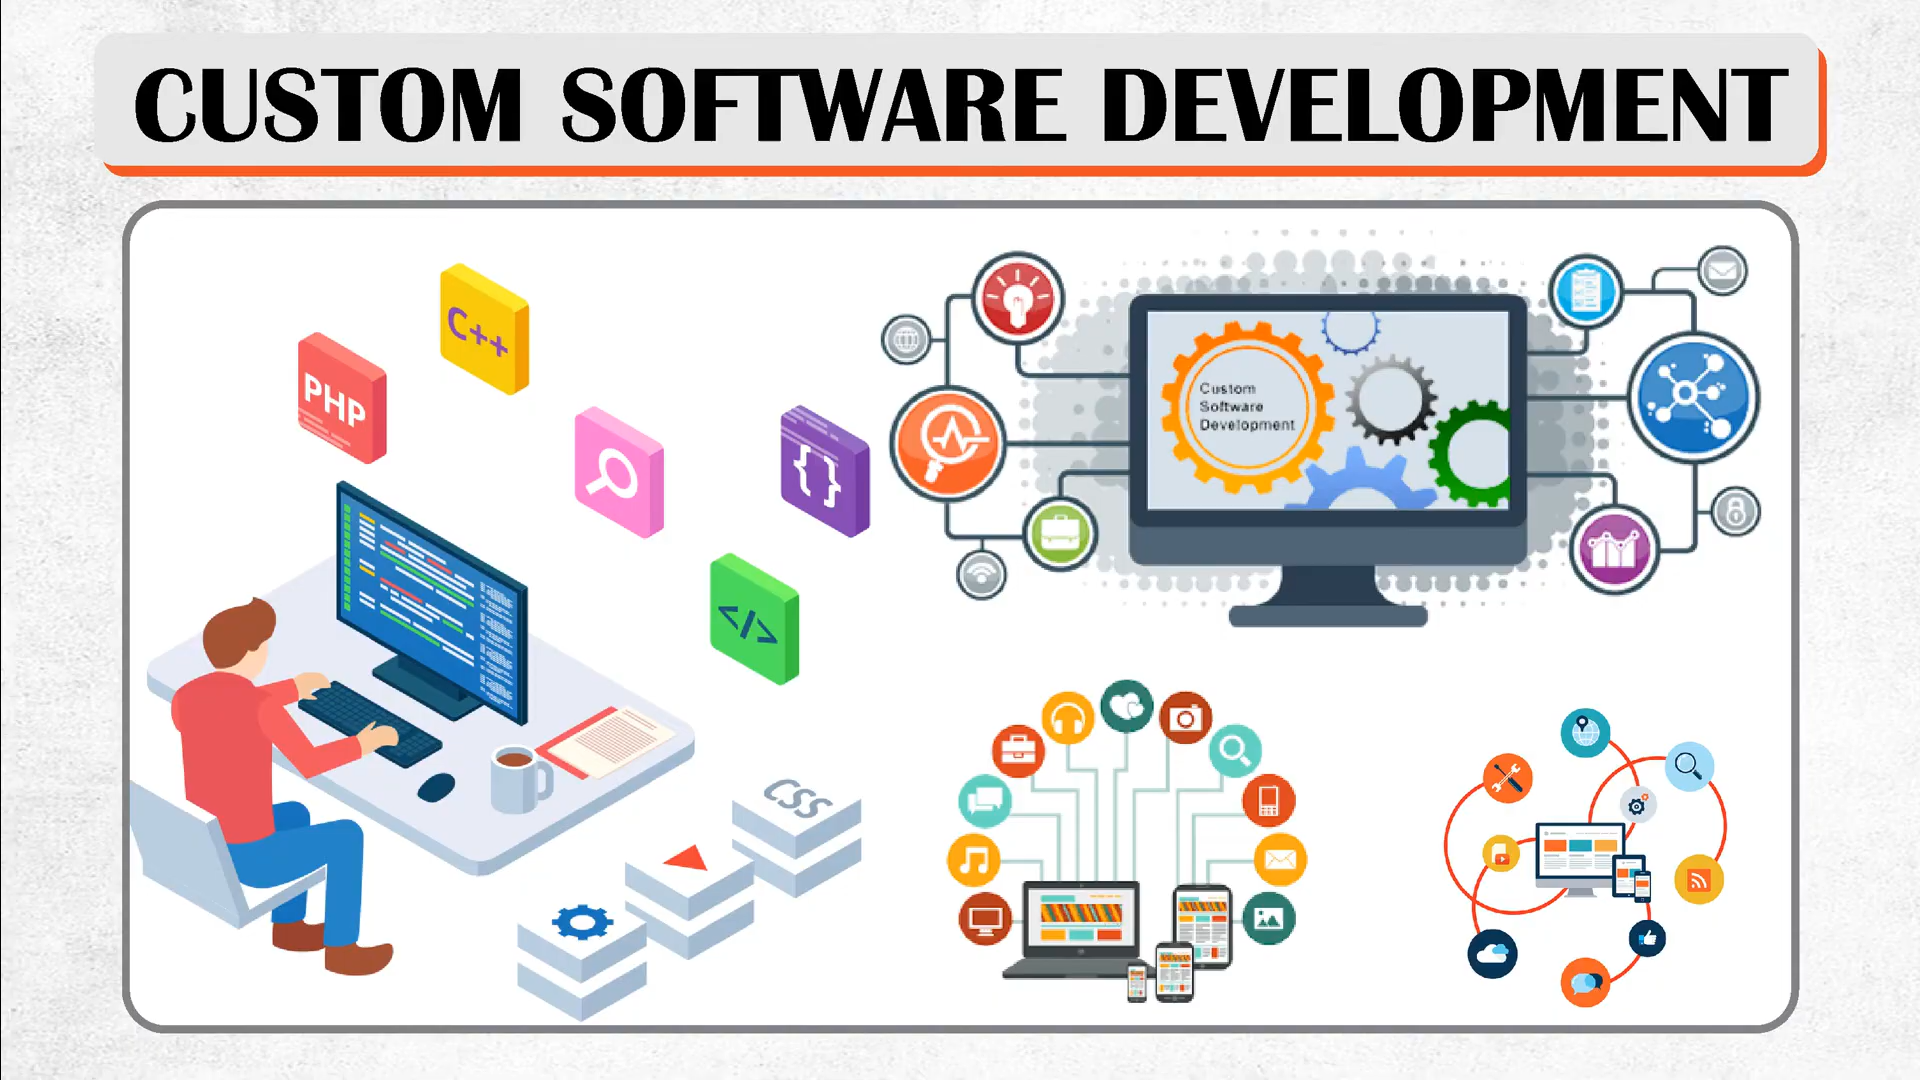 CUSTOM SOFTWARE DEVELOPMENT
C++
PHP
{}
</>
CSS
Custom
Software
Development